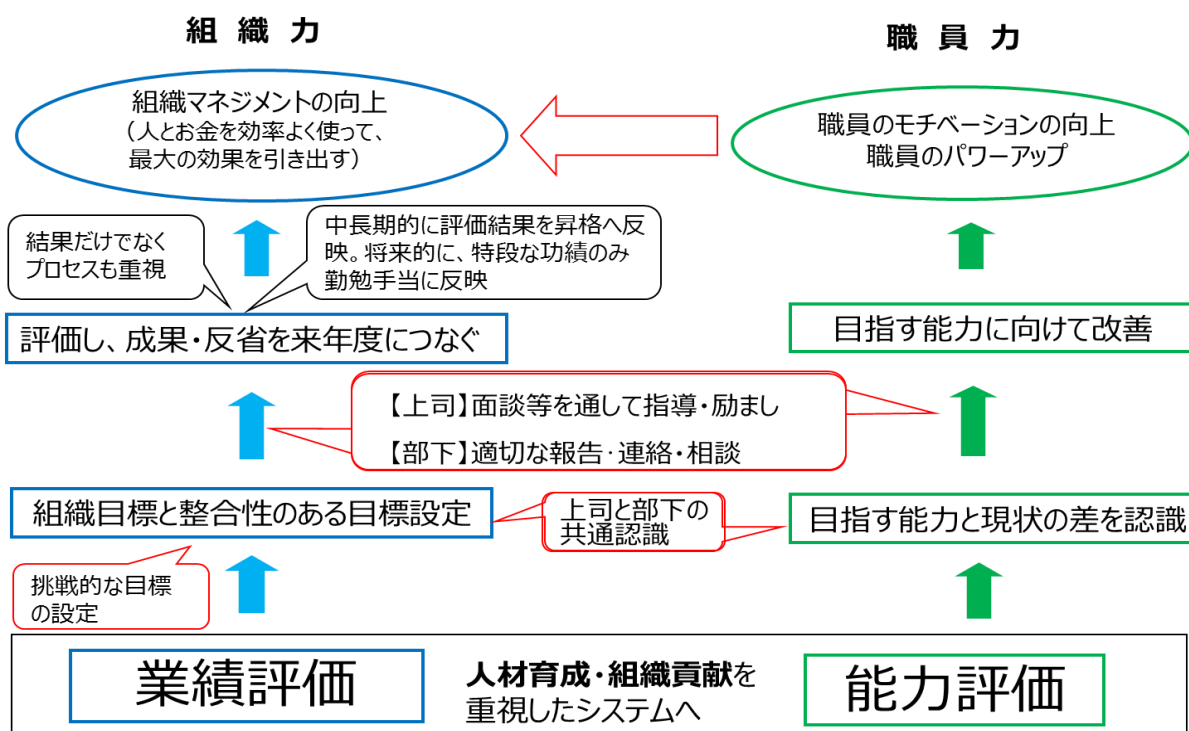 組 織 力
職 員 力
組織マネジメントの向上
（人とお金を効率よく使って、
最大の効果を引き出す）
職員のモチベーションの向上
職員のパワーアップ
結果だけでなく
プロセスも重視
中長期的に評価結果を昇格へ反
映。将来的に、特段な功績のみ
勤勉手当に反映
評価し、成果・反省を来年度につなぐ
目指す能力に向けて改善
【上司】面談等を通して指導・励まし
【部下】適切な報告・連絡・相談
組織目標と整合性のある目標設定
上司と部下の
共通認識
目指す能力と現状の差を認識
挑戦的な目標
の設定
業績評価
人材育成・組織貢献を
重視したシステムへ
能力評価